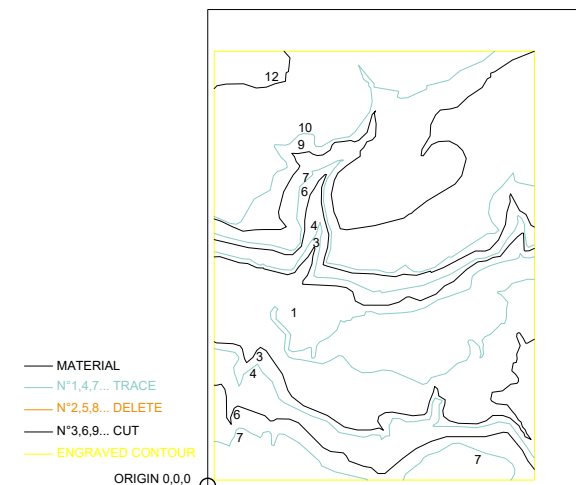 12
10
9
7
6
4
3
1
3
4
6
7
7
MATERIAL
N°1,4,7... TRACE
N°2,5,8... DELETE
N°3,6,9... CUT
ENGRAVED CONTOUR
ORIGIN 0,0,0